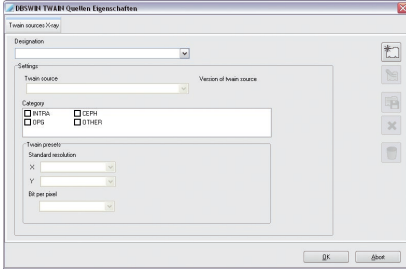 DBSWIN TWAIN Quellen Eigenschaften
Twain sources X-ray
Designation
Settings
Twain source
Version of twain source
Category
INTRA
CEPH
OPG
OTHER
Twain presets
Standard resolution
X
Y
Bit per pixel
OK
Abort